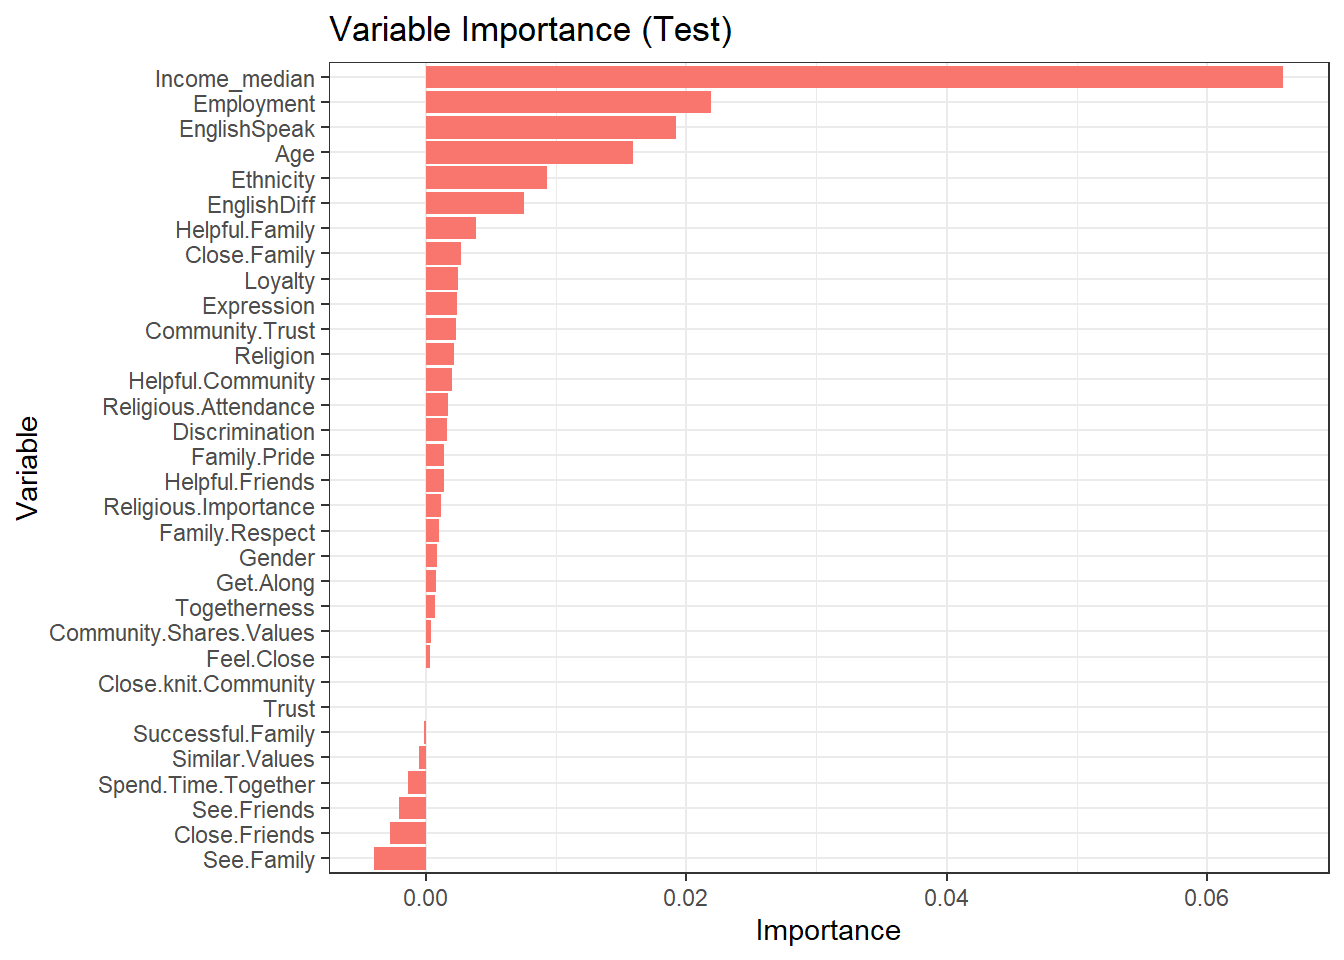 Variable Importance (Test)
Income_median
Employment
EnglishSpeak
Age
Ethnicity
EnglishDiff
Helpful.Family
Close.Family
Loyalty
Expression
Community.Trust
Religion
Helpful.Community
Religious.Attendance
Discrimination
Family.Pride
Helpful.Friends
Religious.Importance
Family.Respect
Gender
Get.Along
Togetherness
Community.Shares.Values
Feel.Close
Close.knit.Community
Trust
Successful.Family
Similar.Values
Spend.Time.Together
See.Friends
Close.Friends
See.Family
Variable
0.00 0.02 0.04 0.06
Importance